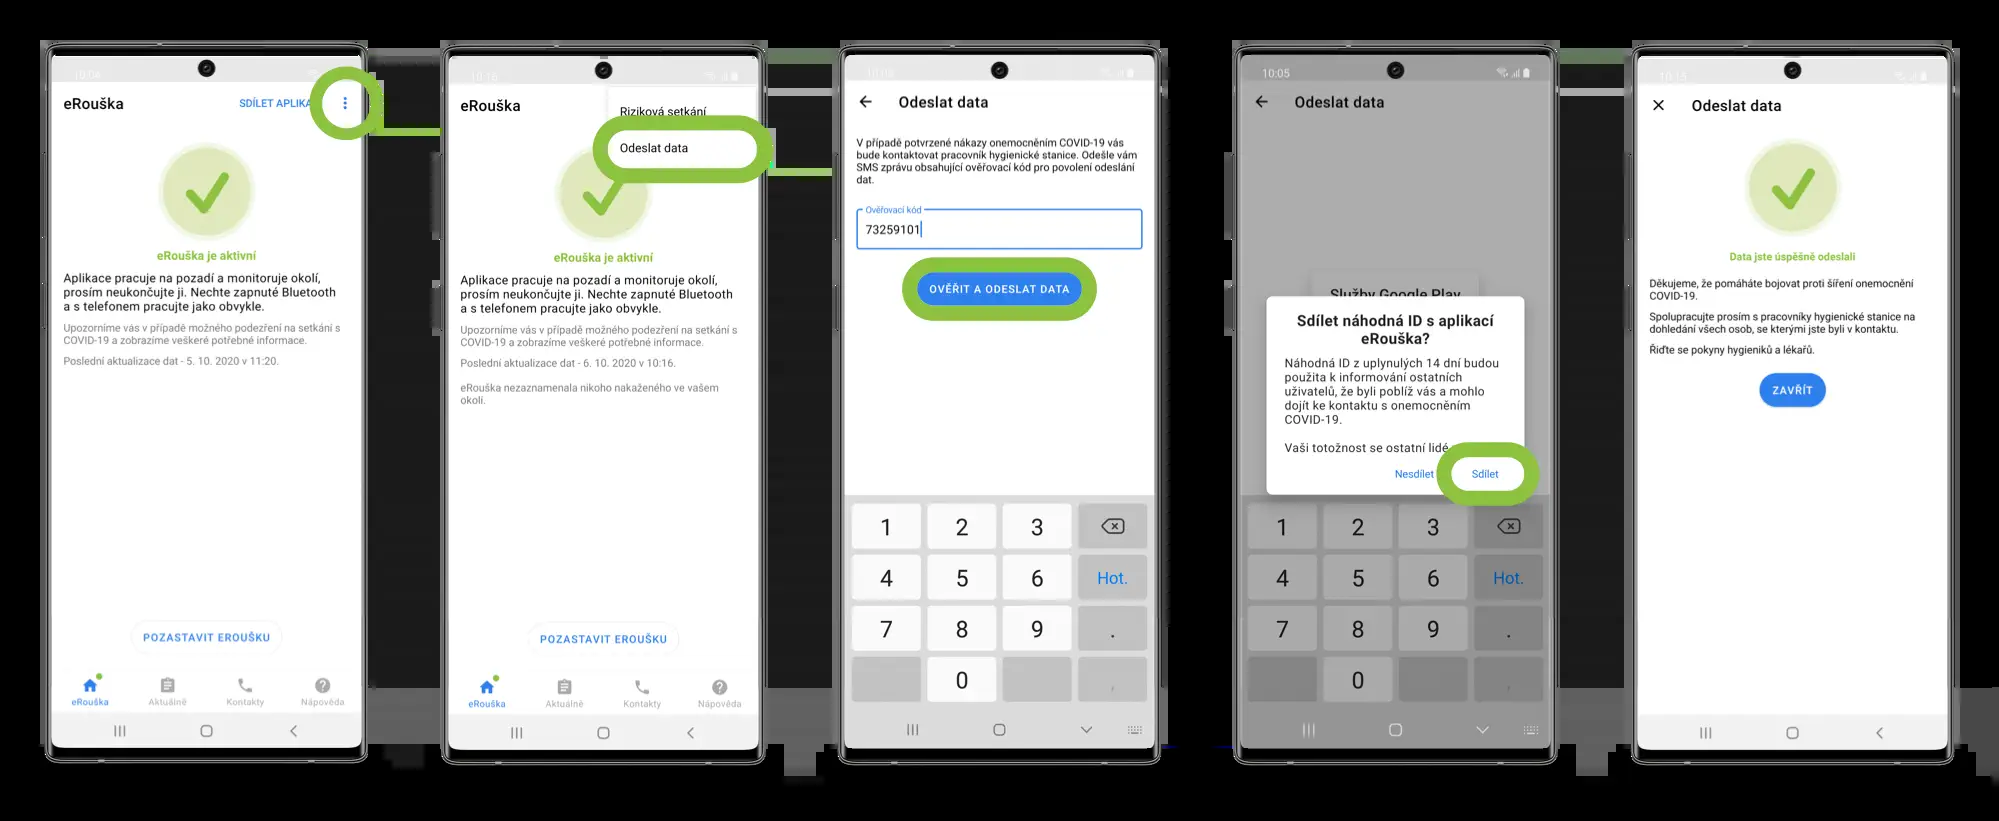 10:04
eRouška
SDÍLET APLIKA
eRouška je aktivní
Aplikace pracuje na pozadí a monitoruje okolí,
prosím neukončujte ji. Nechte zapnuté Bluetooth
a s telefonem pracujte jako obvykle.
Upozorníme vás v případě možného podezření na setkání s
COVID-19 a zobrazíme veškeré potřebné informace.
Poslední aktualizace dat - 5. 10. 2020 v 11:20.
POZASTAVIT EROUŠKU
eRouška
Aktuálně
Kontakty
Nápověda
10:16
eRouška
Riziková setkání
Odeslat data
eRouška je aktivní
Aplikace pracuje na pozadí a monitoruje okolí,
prosím neukončujte ji. Nechte zapnuté Bluetooth
a s telefonem pracujte jako obvykle.
Upozorníme vás v případě možného podezření na setkání s
COVID-19 a zobrazíme veškeré potřebné informace.
Poslední aktualizace dat - 6. 10. 2020 v 10:16.
eRouška nezaznamenala nikoho nakaženého ve vašem
okolí.
POZASTAVIT EROUŠKU
eRouška
Aktuálně
Kontakty
Nápověda
Odeslat data
V případě potvrzené nákazy onemocněním COVID-19 vás
bude kontaktovat pracovník hygienické stanice. Odešle vám
SMS zprávu obsahující ověřovací kód pro povolení odeslání
dat.
Ověřovací kód
73259101
OVĚŘIT A ODESLAT DATA
1 2 3
4 5 6 Hot.
7 8 9 .
0 ,
10:05
Odeslat data
Služby Google Play
Sdílet náhodná ID s aplikací
eRouška?
Náhodná ID z uplynulých 14 dní budou
použita k informování ostatních
uživatelů, že byli poblíž vás a mohlo
dojít ke kontaktu s onemocněním
COVID-19.
Vaši totožnost se ostatní lidé
Nesdílet
Sdílet
1 2 3
4 5 6 Hot.
7 8 9 .
0 ,
10:15
Odeslat data
Data jste úspěšně odeslali
Děkujeme, že pomáháte bojovat proti šíření onemocnění
COVID-19.
Spolupracujte prosím s pracovníky hygienické stanice na
dohledání všech osob, se kterými jste byli v kontaktu.
Řiďte se pokyny hygieniků a lékařů.
ZAVŘÍT